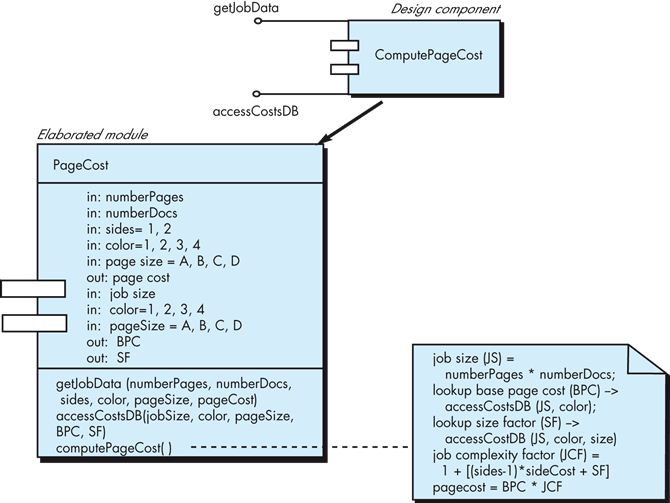 getJobData
Design component
ComputePageCost
accessCostsDB
Elaborated module
PageCost
in: numberPages
in: numberDocs
in: sides= 1, 2
in: color=1, 2, 3, 4
in: page size = A, B, C, D
out: page cost
in: job size
in: color=1, 2, 3, 4
in: pageSize = A, B, C, D
out: BPC
out: SF
getJobData (numberPages, numberDocs,
sides, color, pageSize, pageCost)
accessCostsDB(jobSize, color, pageSize,
BPC, SF)
computePageCost( )
job size (JS) =
numberPages * numberDocs;
lookup base page cost (BPC) –>
accessCostsDB (JS, color);
lookup size factor (SF) –>
accessCostDB (JS, color, size)
job complexity factor (JCF) =
1 + [(sides-1)*sideCost + SF]
pagecost = BPC * JCF